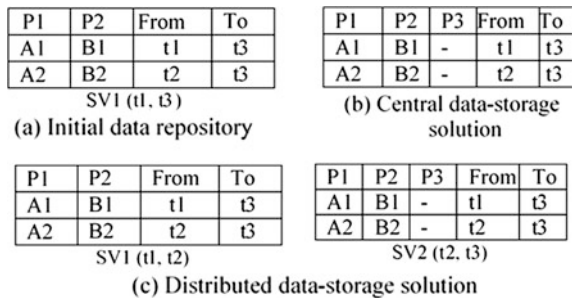 P1 P2 From To
A1 B1 t1 t3
A2 B2 t2 t3
SV1 (t1, t3)
(a) Initial data repository
P1 P2 P3 From To
A1 B1 - t1 t3
A2 B2 - t2 t3
(b) Central data-storage
solution
P1 P2 From To
A1 B1 t1 t3
A2 B2 t2 t3
SV1 (t1, t2)
P1 P2 P3 From To
A1 B1 - t1 t3
A2 B2 - t2 t3
SV2 (t2, t3)
(c) Distributed data-storage solution